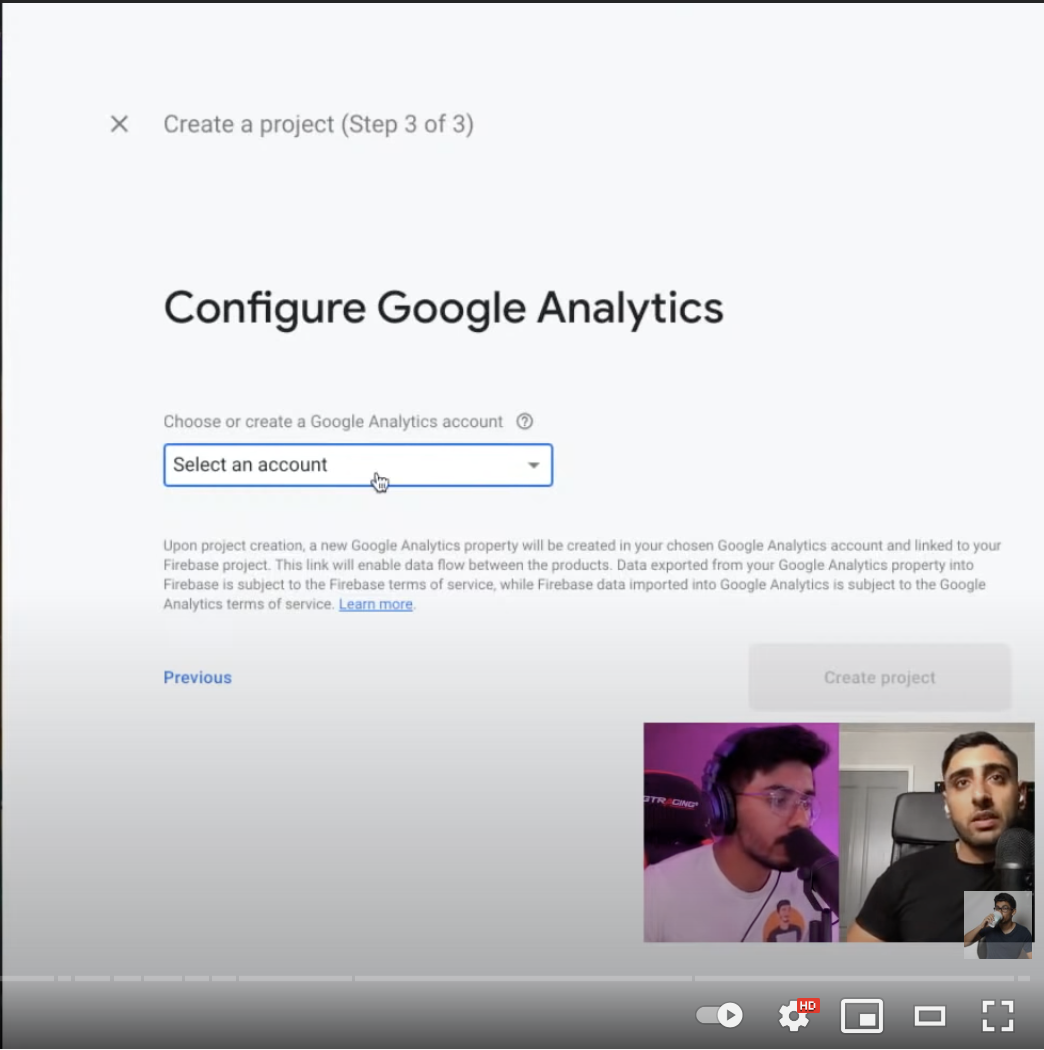 Create a project (Step 3 of 3)
Configure Google Analytics
Choose or create a Google Analytics account
Select an account
Upon project creation, a new Google Analytics property will be created in your chosen Google Analytics account and linked to your
Firebase project. This link will enable data flow between the products. Data exported from your Google Analytics property into
Firebase is subject to the Firebase terms of service, while Firebase data imported into Google Analytics is subject to the Google
Analytics terms of service. Learn more.
Previous
Create project
GTRACING
HD